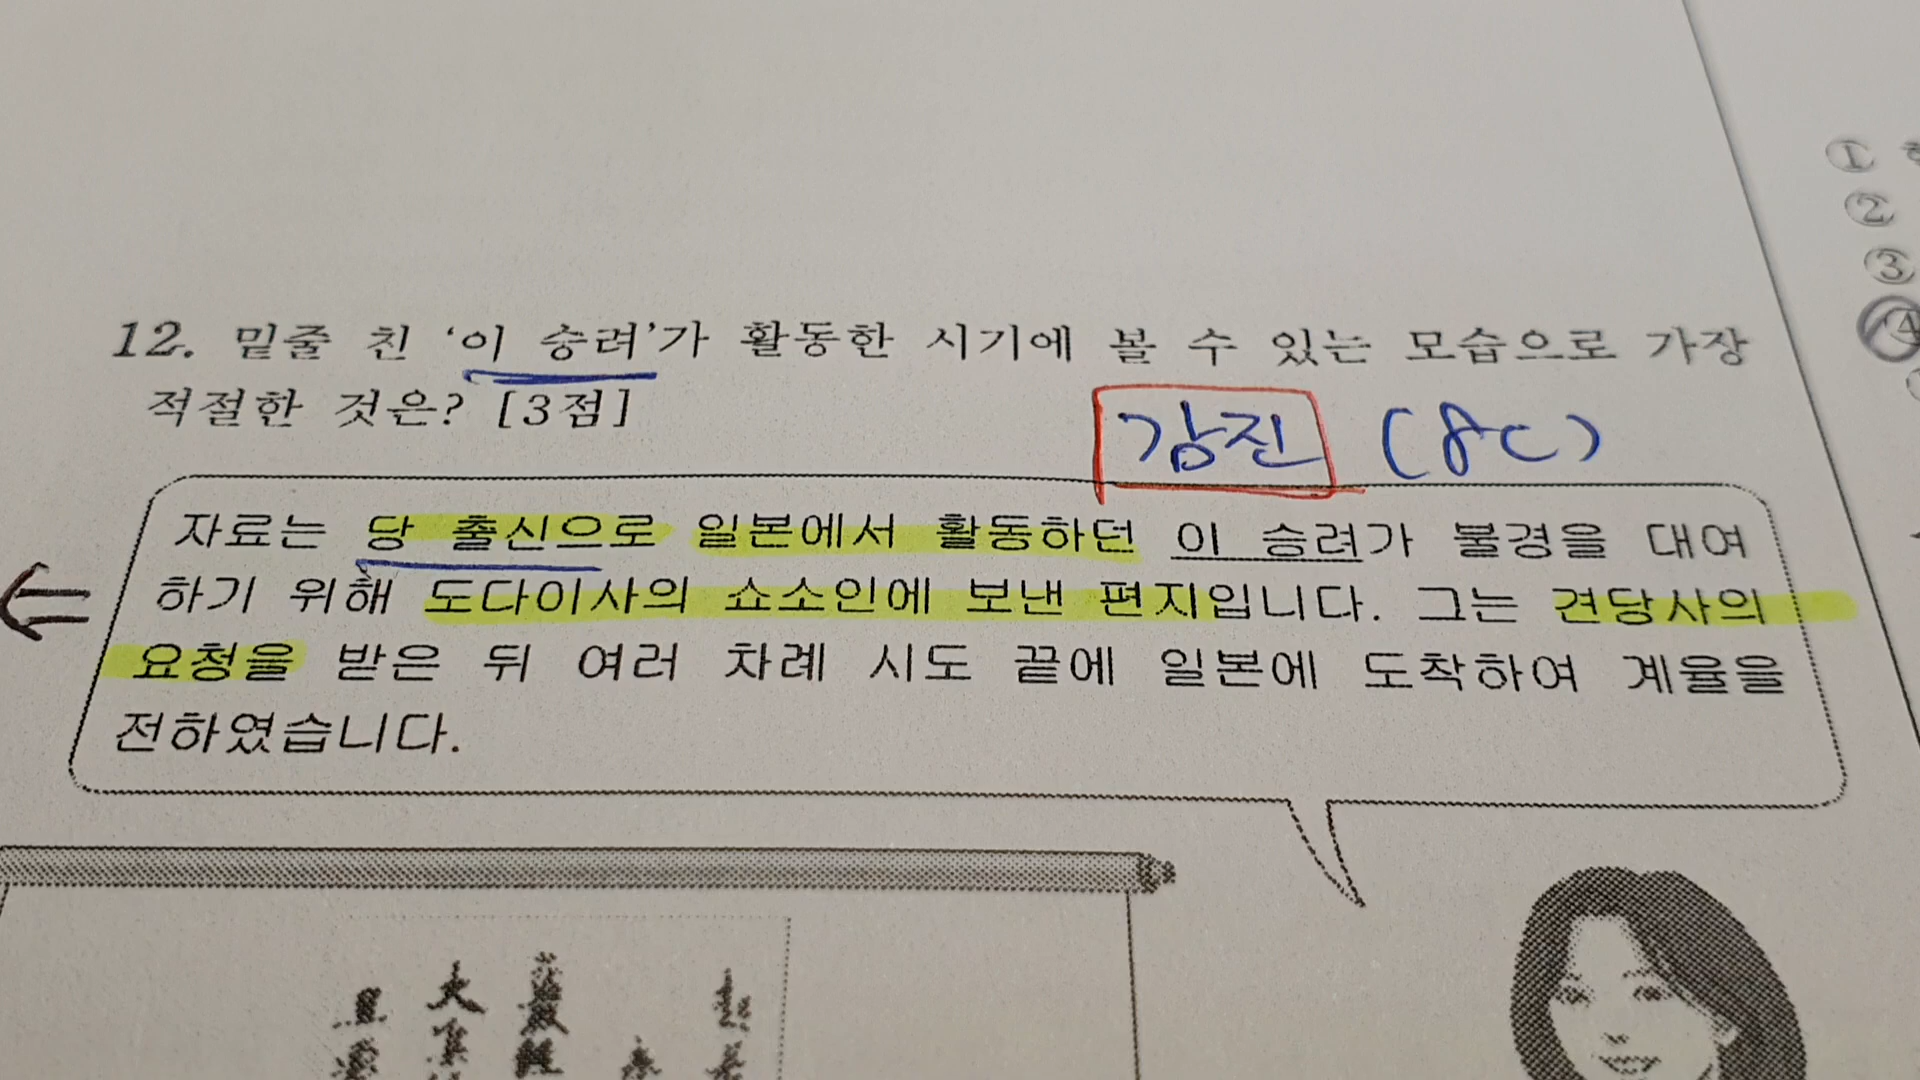 12. 밑줄 친 ‘이 승려’가 활동한 시기에 볼 수 있는 모습으로 가장
적절한 것은? [3점]
감진 (8C)
자료는 당 출신으로 일본에서 활동하던 이 승려가 불경을 대여
하기 위해 도다이사의 쇼소인에 보낸 편지입니다. 그는 견당사의
요청을 받은 뒤 여러 차례 시도 끝에 일본에 도착하여 계율을
전하였습니다.
①
②
③
④
大